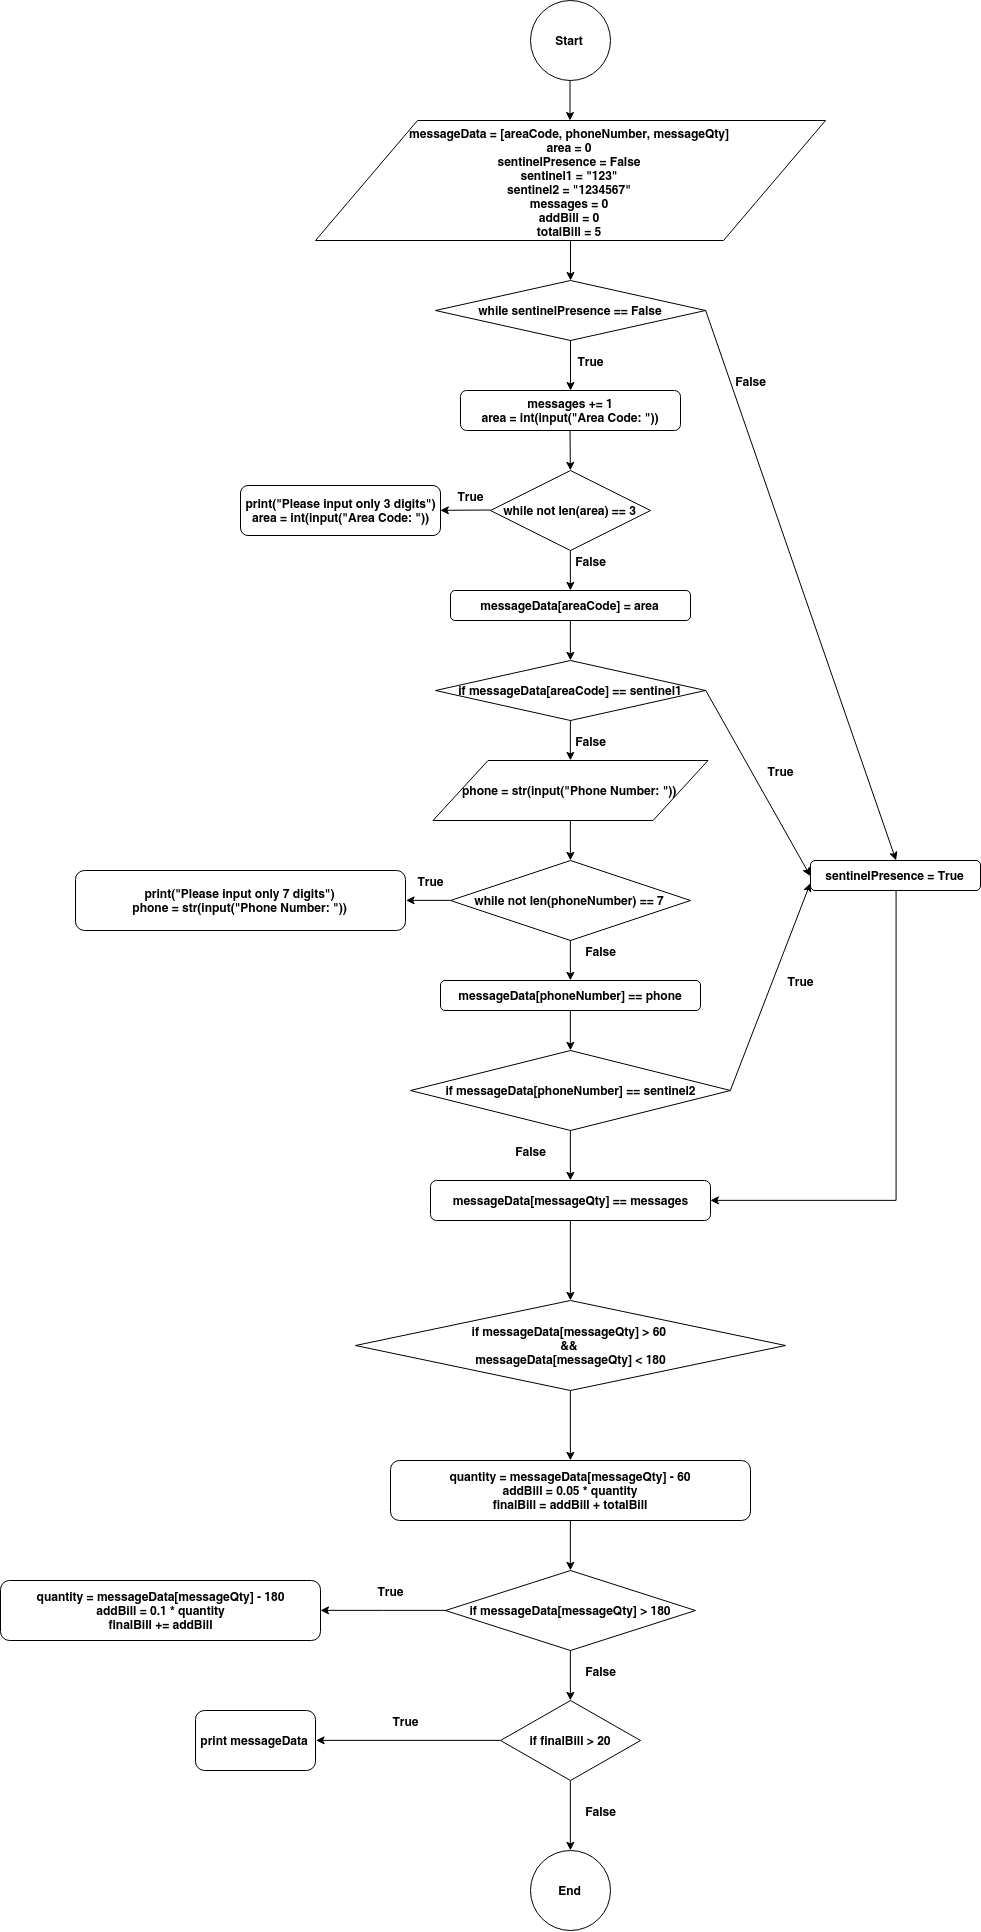 Start
messageData = [areaCode, phoneNumber, messageQty]
area = 0
sentinelPresence = False
sentinel1 = "123"
sentinel2 = "1234567"
messages = 0
addBill = 0
totalBill = 5
while sentinelPresence == False
True
False
messages += 1
area = int(input("Area Code: "))
while not len(area) == 3
True
print("Please input only 3 digits")
area = int(input("Area Code: "))
False
messageData[areaCode] = area
if messageData[areaCode] == sentinel1
False
True
phone = str(input("Phone Number: "))
sentinelPresence = True
while not len(phoneNumber) == 7
True
print("Please input only 7 digits")
phone = str(input("Phone Number: "))
False
messageData[phoneNumber] == phone
True
if messageData[phoneNumber] == sentinel2
False
messageData[messageQty] == messages
if messageData[messageQty] > 60
&&
messageData[messageQty] < 180
quantity = messageData[messageQty] - 60
addBill = 0.05 * quantity
finalBill = addBill + totalBill
if messageData[messageQty] > 180
True
quantity = messageData[messageQty] - 180
addBill = 0.1 * quantity
finalBill += addBill
False
if finalBill > 20
True
print messageData
False
End